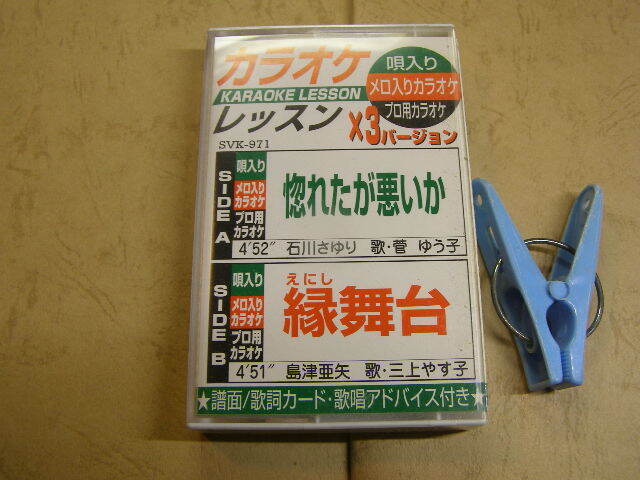 カラオケ
KARAOKE LESSON
レッスン
×3バージョン
唄入り
メロ入りカラオケ
プロ用カラオケ
SVK-971
SIDE A
唄入り
メロ入り
カラオケ
プロ用
カラオケ
惚れたが悪いか
4'52" 石川さゆり 歌・菅 ゆう子
SIDE B
唄入り
メロ入り
カラオケ
プロ用
カラオケ
えにし
縁舞台
4'51" 島津亜矢 歌・三上やす子
★譜面/歌詞カード・歌唱アドバイス付き★